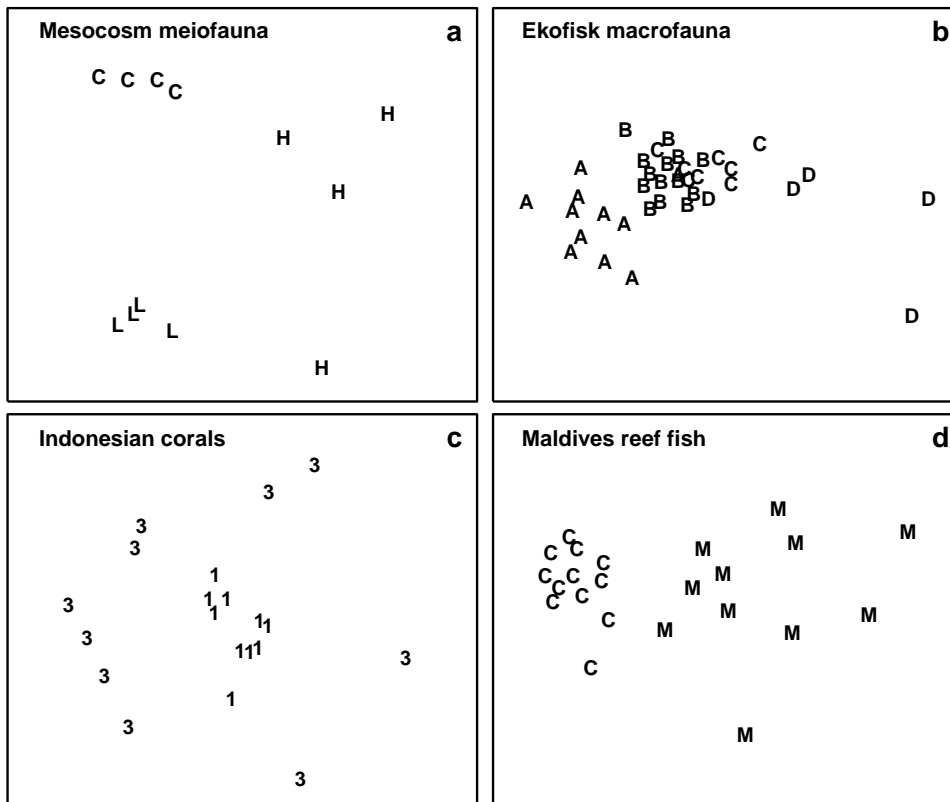 Mesocosm meiofauna a
C C C C
H
H
H
L
L
L L
H
Ekofisk macrofauna b
B
B C
C
B B C B
B B
A C C
B A D
C
B B C
B C
D
A B
D D
A B B
A B
A
A
A
A
A
A
D
Indonesian corals c
3
3
3
3
1
3 1 1
1
1 1
3
1 1 1
3
3
1
3
3
Maldives reef fish d
M
M
C M
C C M
C
C C M
C
C M
C C
M
M
C
M M
C
M